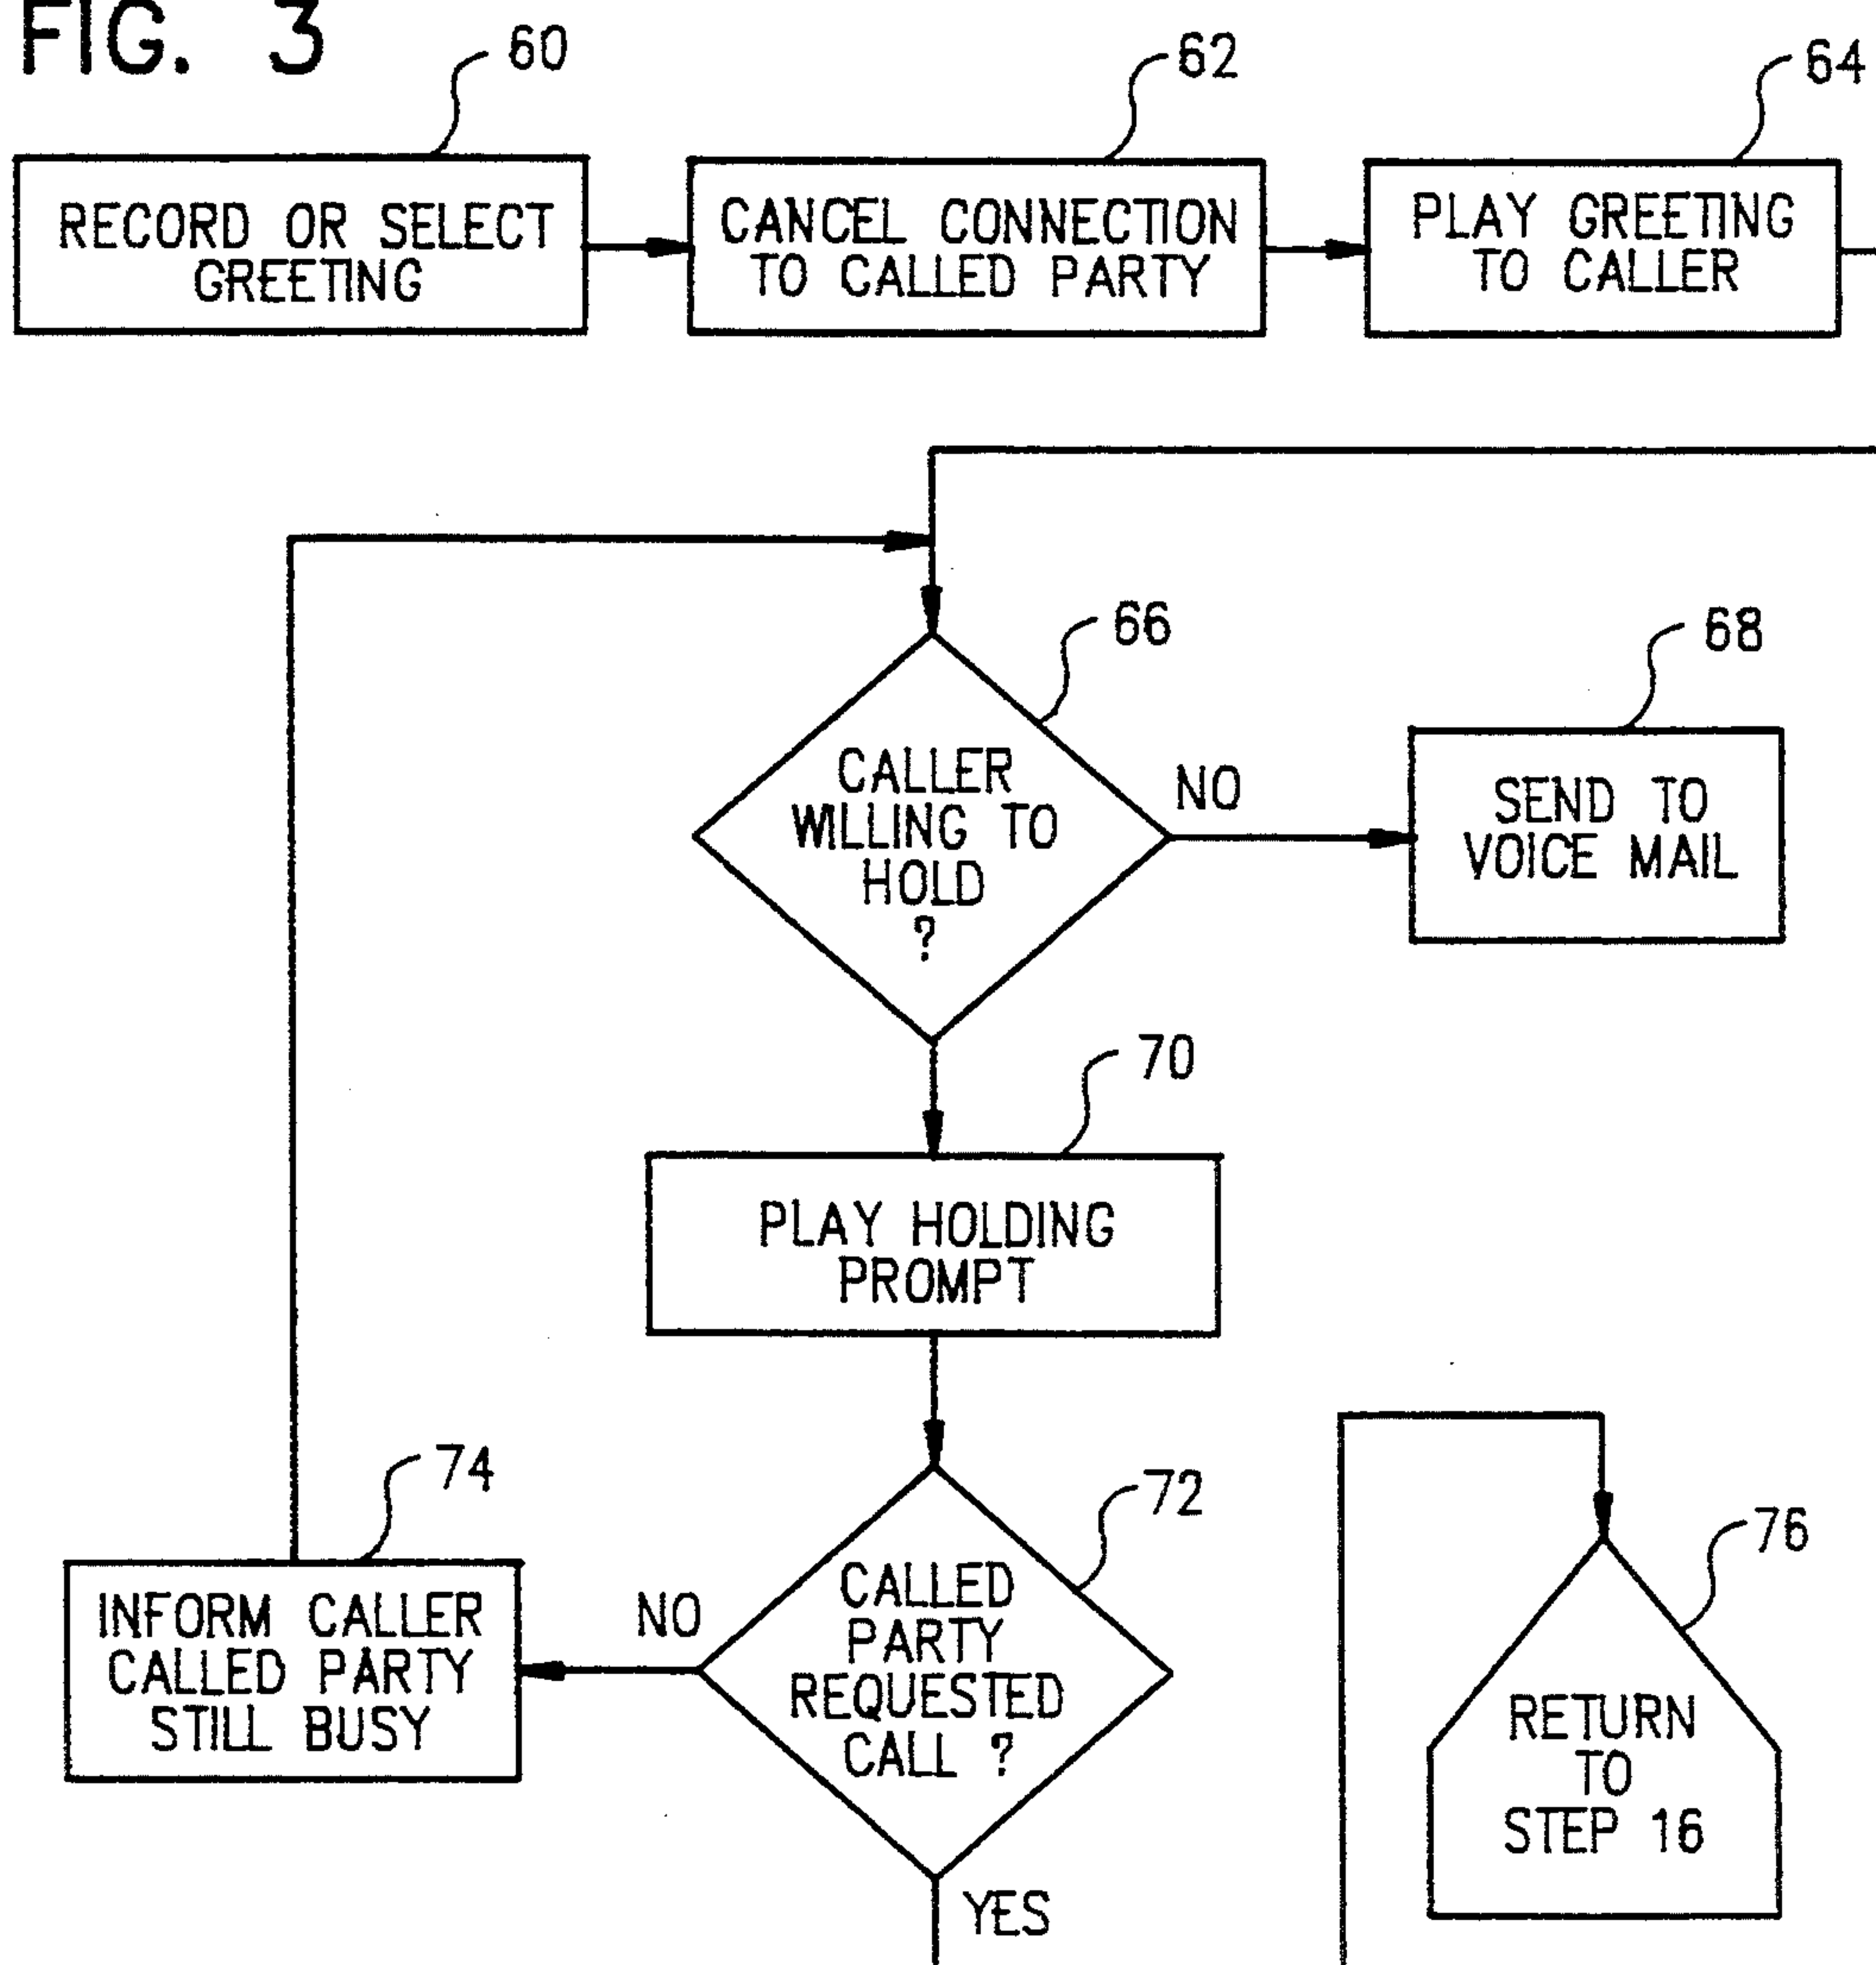 FIG. 3
60
62
64
RECORD OR SELECT
GREETING
CANCEL CONNECTION
TO CALLED PARTY
PLAY GREETING
TO CALLER
66
68
CALLER
WILLING TO
HOLD
?
NO
SEND TO
VOICE MAIL
70
PLAY HOLDING
PROMPT
74
72
76
INFORM CALLER
CALLED PARTY
STILL BUSY
NO
CALLED
PARTY
REQUESTED
CALL ?
YES
RETURN
TO
STEP 16